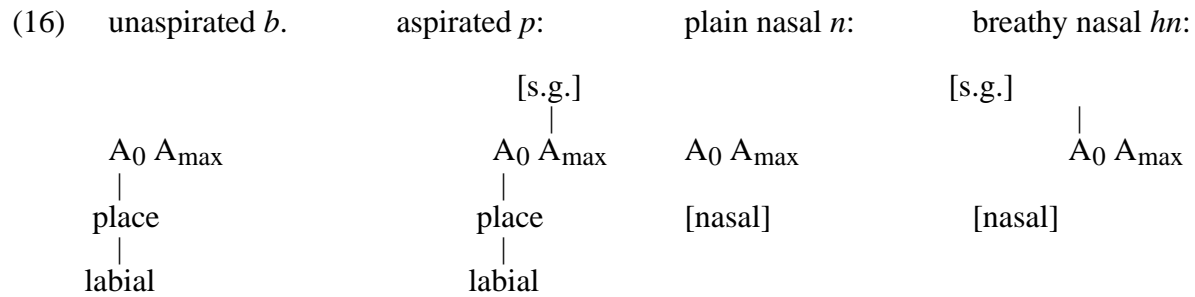 (16) unaspirated b. aspirated p: plain nasal n: breathy nasal hn:
[s.g.] [s.g.]
A0 Amax A0 Amax A0 Amax A0 Amax
place place [nasal] [nasal]
labial labial